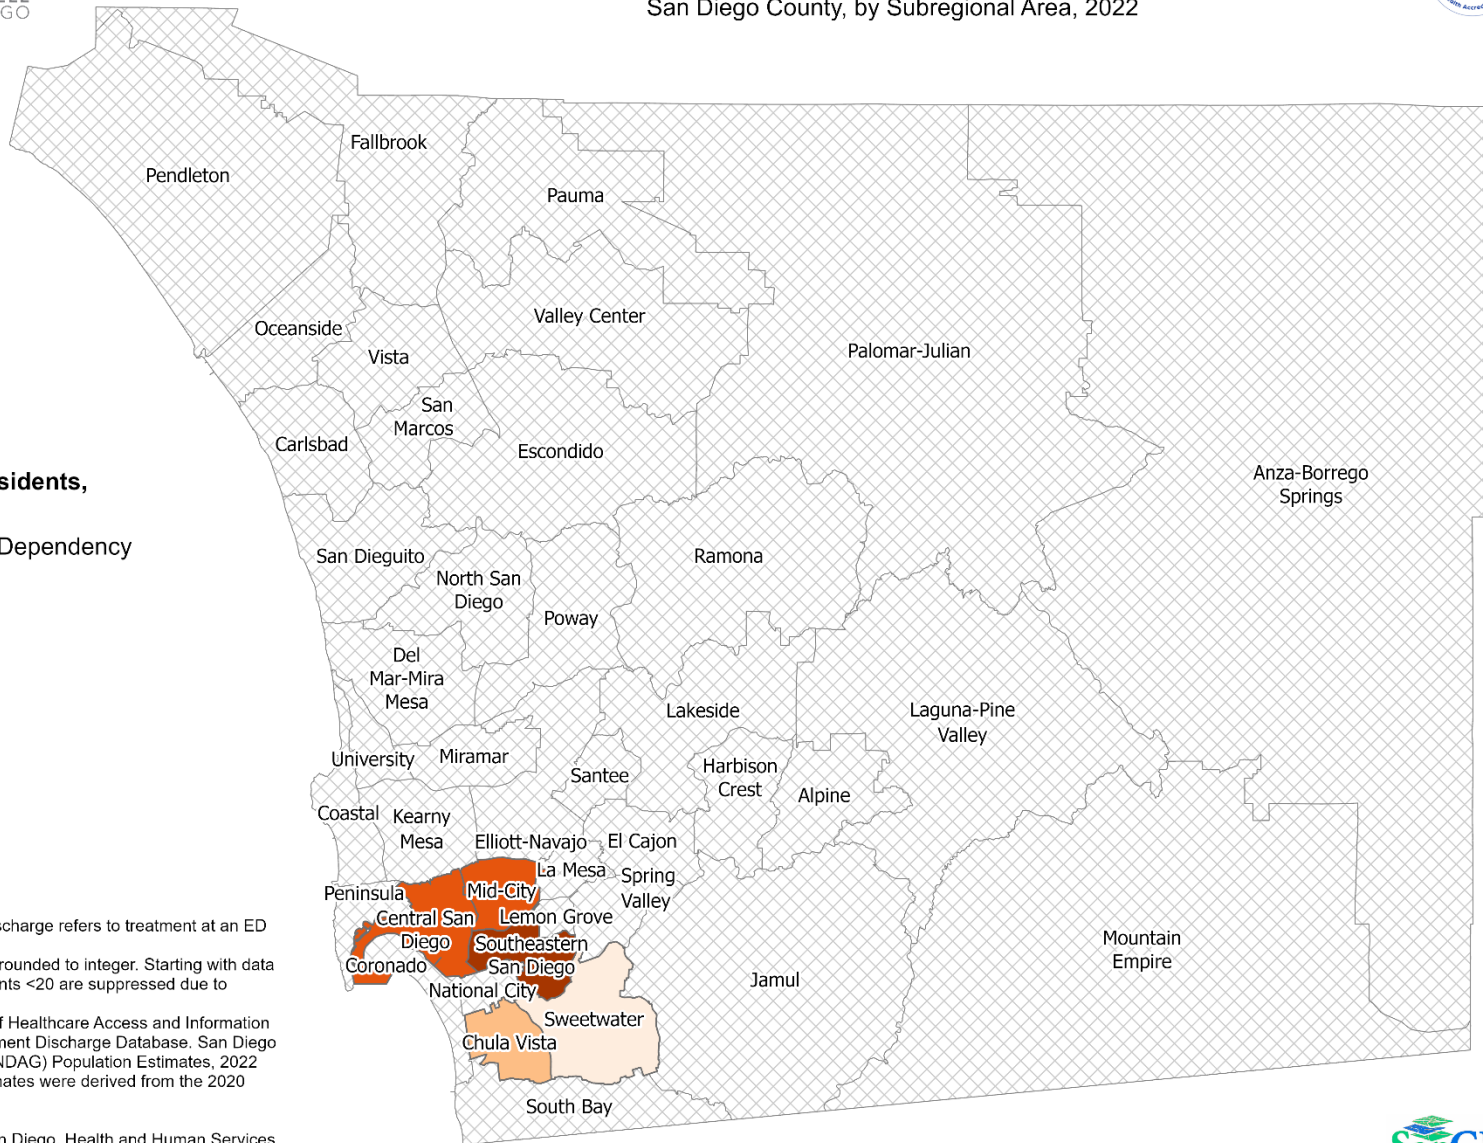 GO
San Diego County, by Subregional Area, 2022
Fallbrook
Pendleton
Pauma
Oceanside
Valley Center
Vista
Palomar-Julian
San
Marcos
Carlsbad
Escondido
Anza-Borrego
Springs
sidents,
Dependency
San Dieguito
Ramona
North San
Diego
Poway
Del
Mar-Mira
Mesa
Lakeside
Laguna-Pine
Valley
University
Miramar
Santee
Harbison
Crest
Alpine
Coastal
Kearny
Mesa
Elliott-Navajo
El Cajon
La Mesa
Spring
Valley
Peninsula
Mid-City
Central San
Diego
Lemon Grove
Southeastern
San Diego
Coronado
National City
Jamul
Mountain
Empire
Sweetwater
Chula Vista
South Bay
scharge refers to treatment at an ED
rounded to integer. Starting with data
nts <20 are suppressed due to
f Healthcare Access and Information
ment Discharge Database. San Diego
NDAG) Population Estimates, 2022
mates were derived from the 2020
n Diego, Health and Human Services